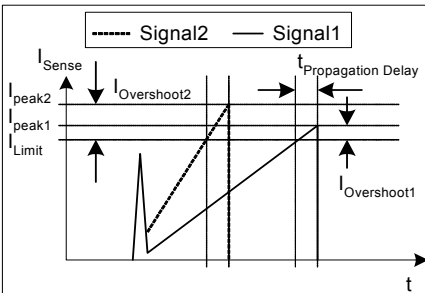 Signal2 Signal1
I_Sense
t_Propagation Delay
I_peak2
I_Overshoot2
I_peak1
I_Limit
I_Overshoot1
t